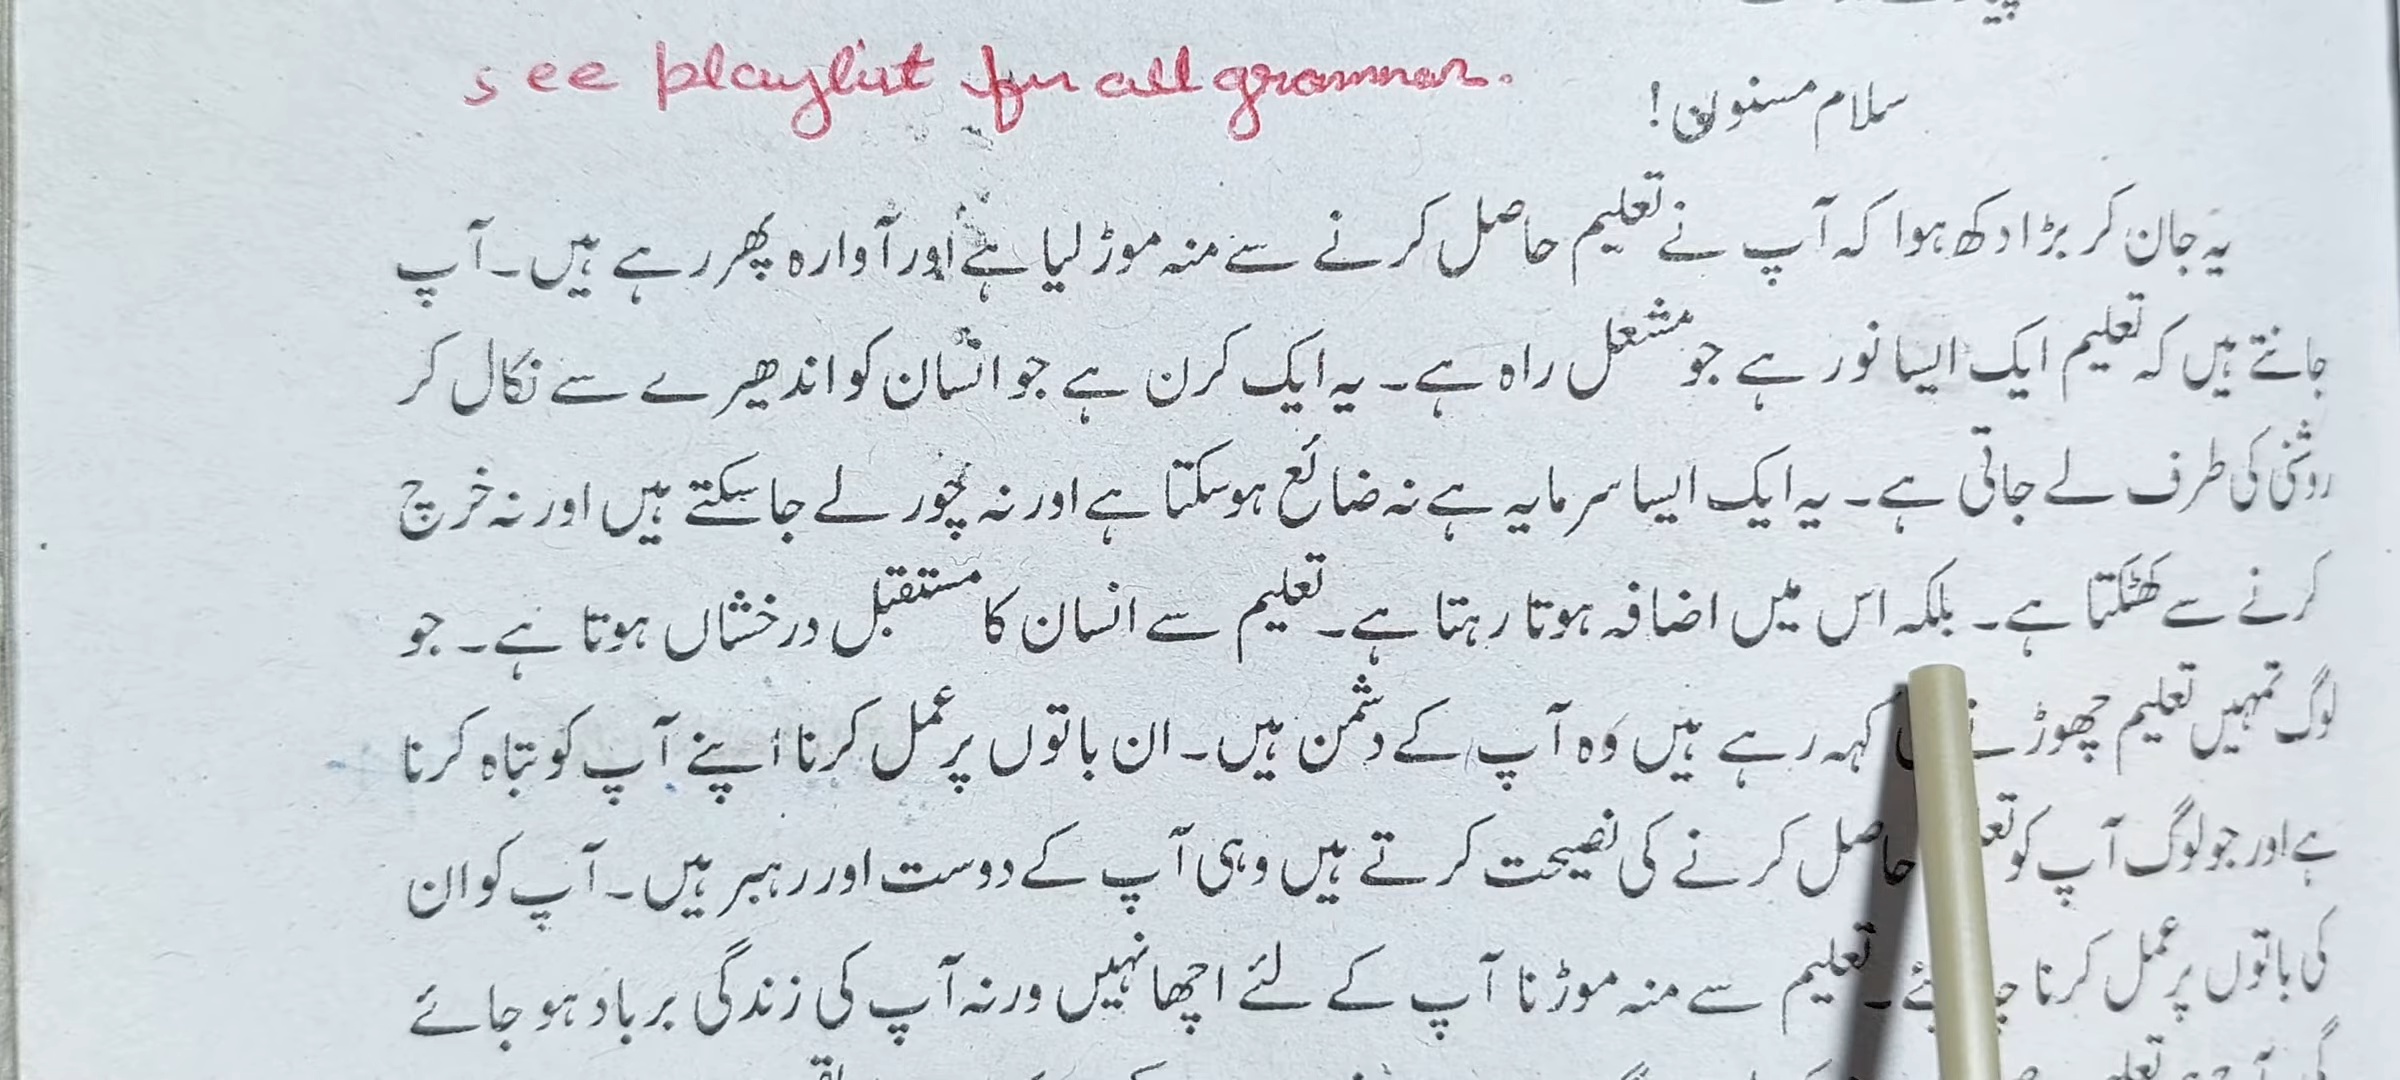 see playlist for all grammar.
سلام مسنون!
یہ جان کر بڑا دکھ ہوا کہ آپ نے تعلیم حاصل کرنے سے منہ موڑ لیا ہے اور آوارہ پھر رہے ہیں۔ آپ
جانتے ہیں کہ تعلیم ایک ایسا نور ہے جو مشعل راہ ہے۔ یہ ایک کرن ہے جو انسان کو اندھیرے سے نکال کر
روشنی کی طرف لے جاتی ہے۔ یہ ایک ایسا سرمایہ ہے نہ ضائع ہو سکتا ہے اور نہ چور لے جا سکتے ہیں اور نہ خرچ
کرنے سے گھٹکتا ہے۔ بلکہ اس میں اضافہ ہوتا رہتا ہے۔ تعلیم سے انسان کا مستقبل درخشاں ہوتا ہے۔ جو
لوگ تمہیں تعلیم چھوڑنے کہہ رہے ہیں وہ آپ کے دشمن ہیں۔ ان باتوں پر عمل کرنا اپنے آپ کو تباہ کرنا
ہے اور جو لوگ آپ کو حاصل کرنے کی نصیحت کرتے ہیں وہی آپ کے دوست اور رہبر ہیں۔ آپ کو ان
کی باتوں پر عمل کرنا تعلیم سے منہ موڑنا آپ کے لئے اچھا نہیں ورنہ آپ کی زندگی برباد ہو جائے